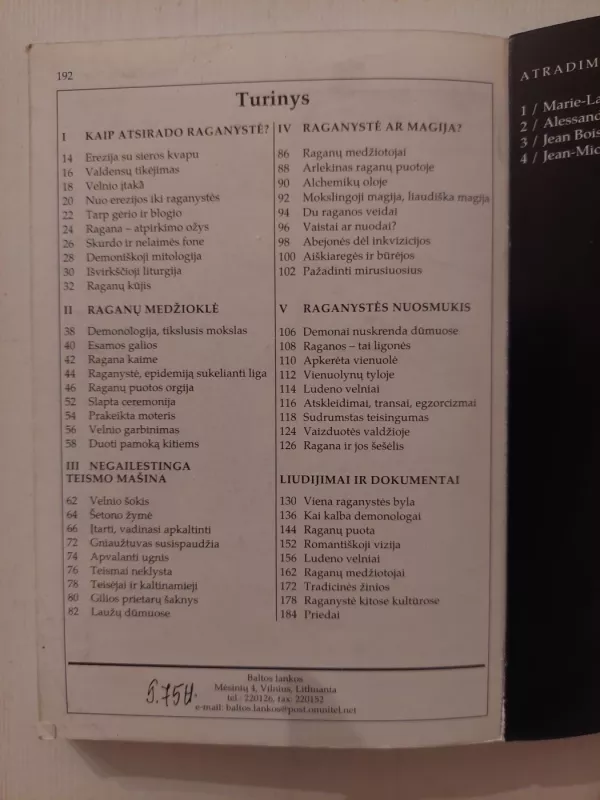 192
Turinys
I KAIP ATSIRADO RAGANYSTĖ?
14 Erezija su sieros kvapu
16 Valdensų tikėjimas
18 Velnio įtaka
20 Nuo erezijos iki raganystės
22 Tarp gėrio ir blogio
24 Ragana – atpirkimo ožys
26 Skurdo ir nelaimės fone
28 Demoniškoji mitologija
30 Išvirkščioji liturgija
32 Raganų kūjis
II RAGANŲ MEDŽIOKLĖ
38 Demonologija, tikslusis mokslas
40 Esamos galios
42 Ragana kaime
44 Raganystė, epidemiją sukelianti liga
46 Raganų puotos orgija
52 Slapta ceremonija
54 Prakeikta moteris
56 Velnio garbinimas
58 Duoti pamoką kitiems
III NEGAILESTINGA
TEISMO MAŠINA
62 Velnio šokis
64 Šėtono žymė
66 Įtarti, vadinasi apkaltinti
72 Gniaužtuvas susispaudžia
74 Apvalanti ugnis
76 Teismai neklysta
78 Teisėjai ir kaltinamieji
80 Gilios prietarų šaknys
82 Laužų dūmuose
IV RAGANYSTĖ AR MAGIJA?
86 Raganų medžiotojai
88 Arlekinas raganų puotoje
90 Alchemikų oloje
92 Mokslingoji magija, liaudiška magija
94 Du raganos veidai
96 Vaistai ar nuodai?
98 Abejonės dėl inkvizicijos
100 Aiškiaregės ir būrėjos
102 Pažadinti mirusiuosius
V RAGANYSTĖS NUOSMUKIS
106 Demonai nuskrenda dūmuose
108 Raganos – tai ligonės
110 Apkerėta vienuolė
112 Vienuolynų tyloje
114 Ludeno velniai
116 Atskleidimai, transai, egzorcizmai
118 Sudrumstas teisingumas
124 Vaizduotės valdžioje
126 Ragana ir jos šešėlis
LIUDIJIMAI IR DOKUMENTAI
130 Viena raganystės byla
136 Kai kalba demonologai
144 Raganų puota
152 Romantiškoji vizija
156 Ludeno velniai
162 Raganų medžiotojai
172 Tradicinės žinios
178 Raganystė kitose kultūrose
184 Priedai
Baltos lankos
Mėsinių 4, Vilnius, Lithuania
tel.: 220126, fax: 220152
e-mail: baltos.lankos@post.omnitel.net
ATRADIM
1 / Marie-La
2 / Alessand
3 / Jean Bois
4 / Jean-Mic